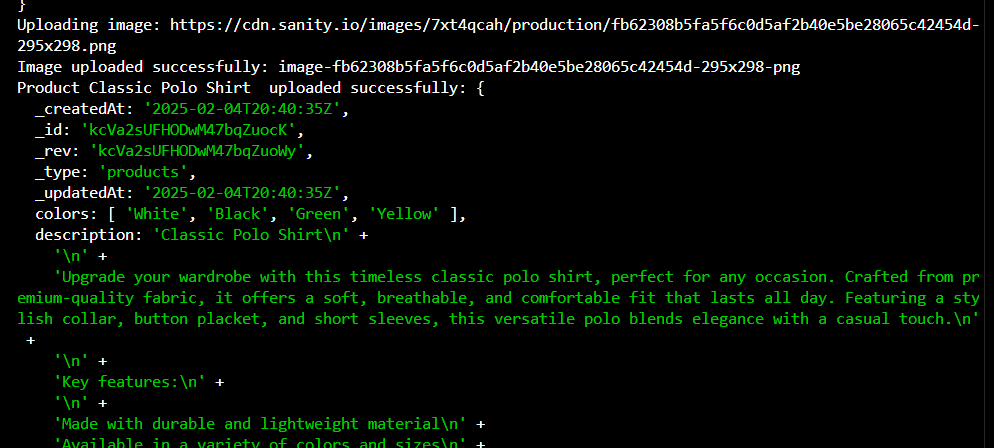 }
Uploading image: https://cdn.sanity.io/images/7xt4qcah/production/fb62308b5fa5f6c0d5af2b40e5be28065c42454d-
295x298.png
Image uploaded successfully: image-fb62308b5fa5f6c0d5af2b40e5be28065c42454d-295x298-png
Product Classic Polo Shirt  uploaded successfully: {
  _createdAt: '2025-02-04T20:40:35Z',
  _id: 'kcVa2sUFHODwM47bqZuocK',
  _rev: 'kcVa2sUFHODwM47bqZuoWy',
  _type: 'products',
  _updatedAt: '2025-02-04T20:40:35Z',
  colors: [ 'White', 'Black', 'Green', 'Yellow' ],
  description: 'Classic Polo Shirt\n' +
    '\n' +
    'Upgrade your wardrobe with this timeless classic polo shirt, perfect for any occasion. Crafted from pr
emium-quality fabric, it offers a soft, breathable, and comfortable fit that lasts all day. Featuring a sty
lish collar, button placket, and short sleeves, this versatile polo blends elegance with a casual touch.\n'
 +
    '\n' +
    'Key features:\n' +
    '\n' +
    'Made with durable and lightweight material\n' +
    'Available in a variety of colors and sizes\n' +